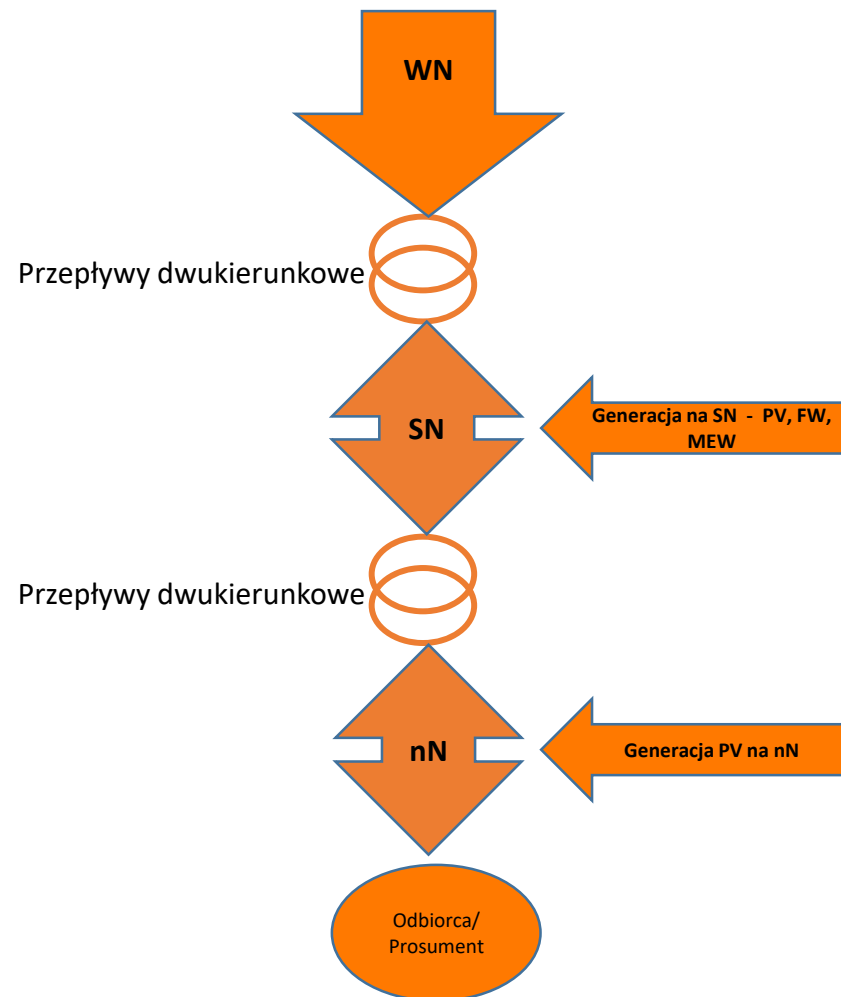 WN
Przepływy dwukierunkowe
SN
Generacja na SN - PV, FW,
MEW
Przepływy dwukierunkowe
nN
Generacja PV na nN
Odbiorca/
Prosument